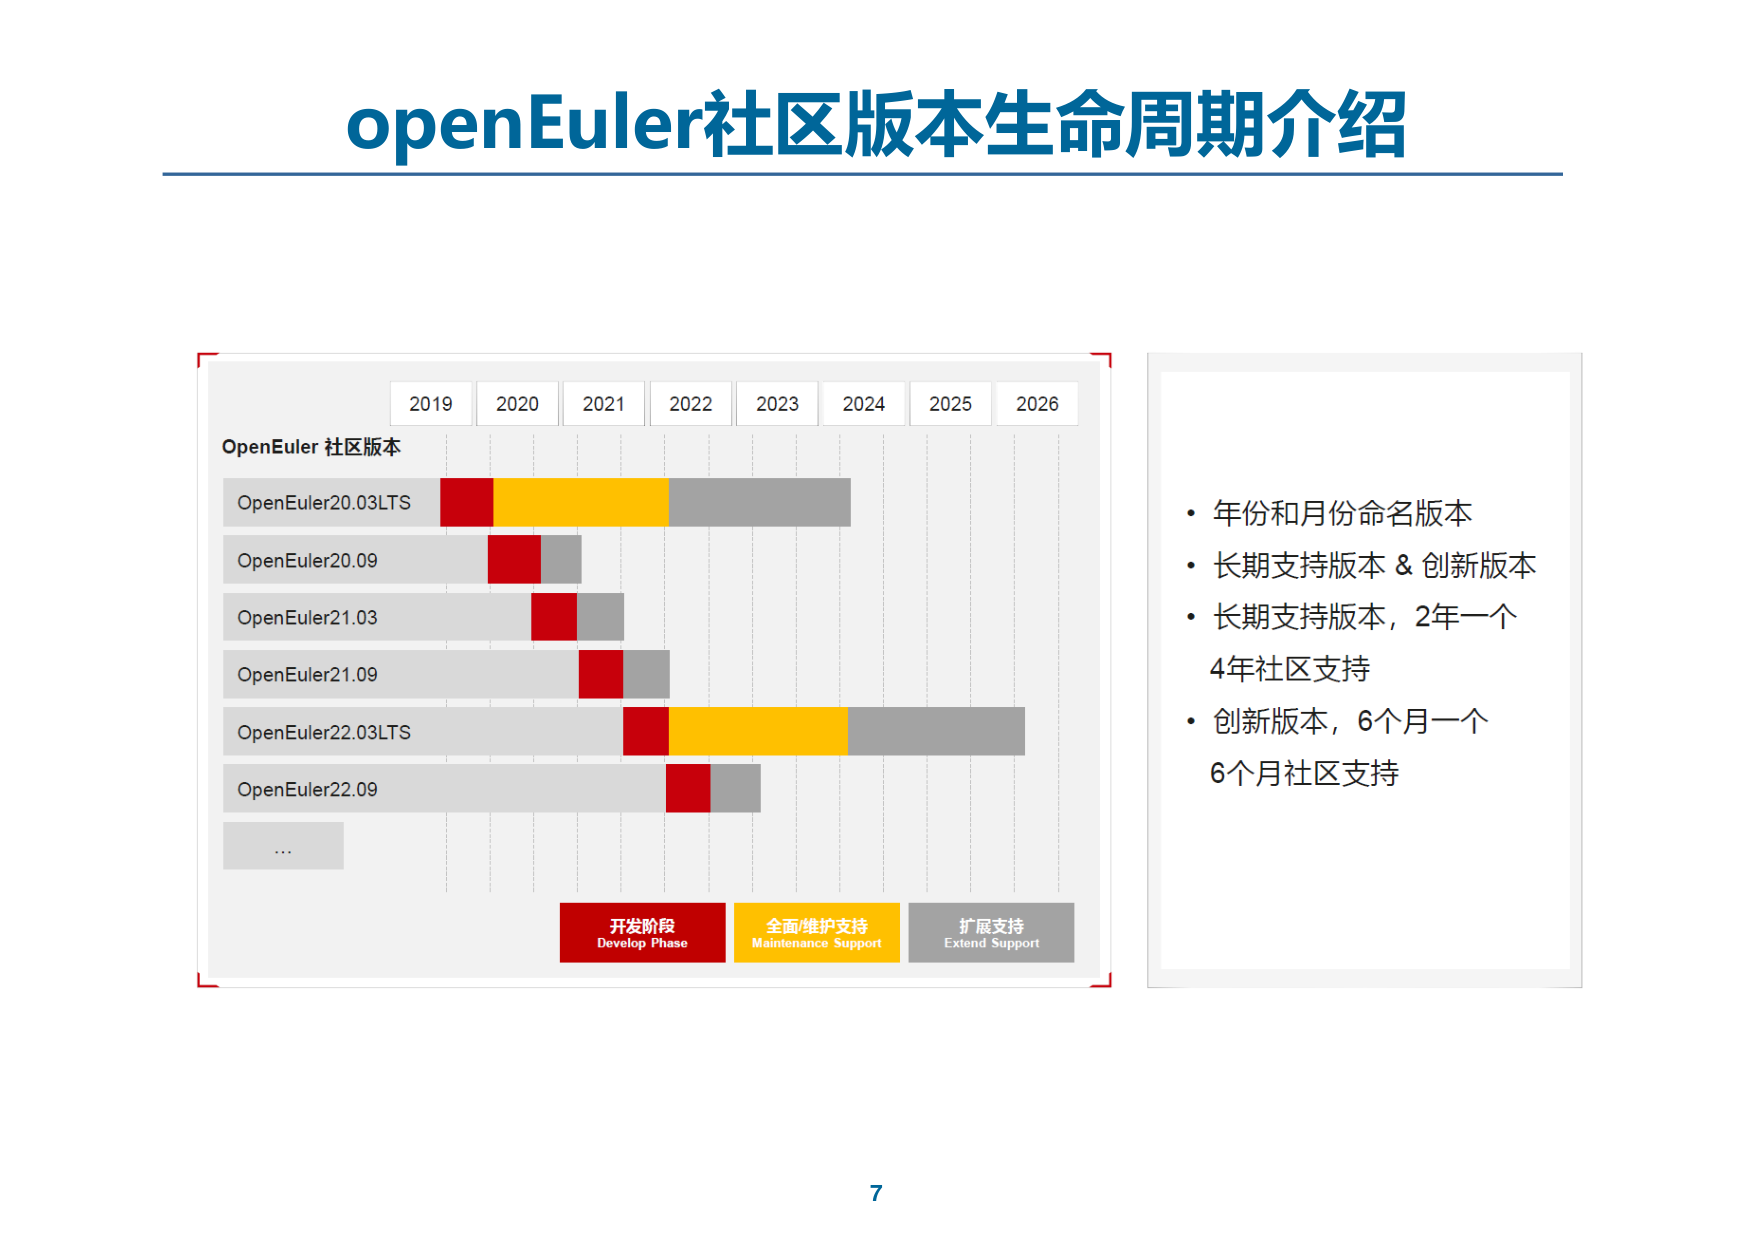 openEuler社区版本生命周期介绍
2019 2020 2021 2022 2023 2024 2025 2026
OpenEuler 社区版本
OpenEuler20.03LTS
OpenEuler20.09
OpenEuler21.03
OpenEuler21.09
OpenEuler22.03LTS
OpenEuler22.09
...
开发阶段
Develop Phase
全面/维护支持
Maintenance Support
扩展支持
Extend Support
• 年份和月份命名版本
• 长期支持版本 & 创新版本
• 长期支持版本，2年一个
4年社区支持
• 创新版本，6个月一个
6个月社区支持
7